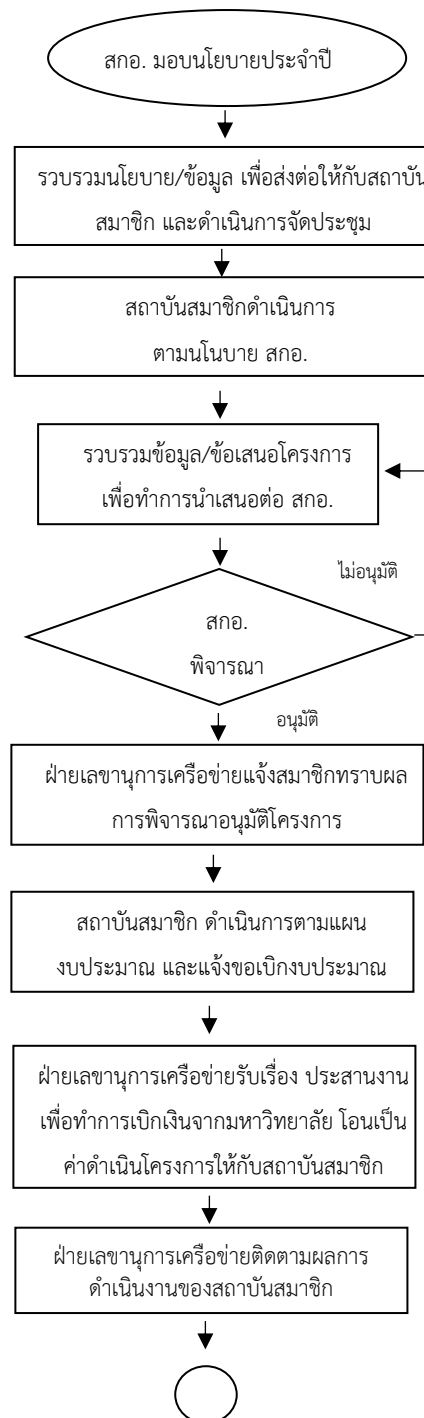 สกอ. มอบนโยบายประจำปี
รวบรวมนโยบาย/ข้อมูล เพื่อส่งต่อให้กับสถาบัน
สมาชิก และดำเนินการจัดประชุม
สถาบันสมาชิกดำเนินการ
ตามนโนบาย สกอ.
รวบรวมข้อมูล/ข้อเสนอโครงการ
เพื่อทำการนำเสนอต่อ สกอ.
ไม่อนุมัติ
สกอ.
พิจารณา
อนุมัติ
ฝ่ายเลขานุการเครือข่ายแจ้งสมาชิกทราบผล
การพิจารณาอนุมัติโครงการ
สถาบันสมาชิก ดำเนินการตามแผน
งบประมาณ และแจ้งขอเบิกงบประมาณ
ฝ่ายเลขานุการเครือข่ายรับเรื่อง ประสานงาน
เพื่อทำการเบิกเงินจากมหาวิทยาลัย โอนเป็น
ค่าดำเนินโครงการให้กับสถาบันสมาชิก
ฝ่ายเลขานุการเครือข่ายติดตามผลการ
ดำเนินงานของสถาบันสมาชิก